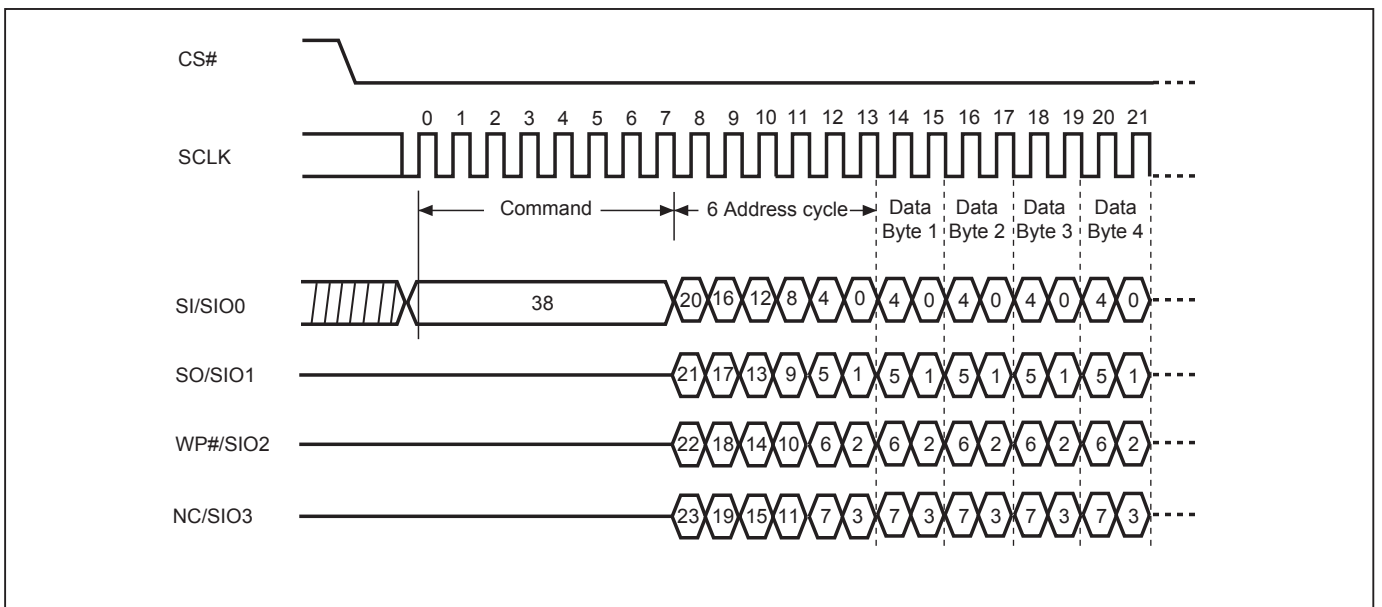 CS#
0 1 2 3 4 5 6 7 8 9 10 11 12 13 14 15 16 17 18 19 20 21
SCLK
Command 6 Address cycle Data Byte 1 Data Byte 2 Data Byte 3 Data Byte 4
SI/SIO0 38 20 16 12 8 4 0 4 0 4 0 4 0 4 0
SO/SIO1 21 17 13 9 5 1 5 1 5 1 5 1 5 1
WP#/SIO2 22 18 14 10 6 2 6 2 6 2 6 2 6 2
NC/SIO3 23 19 15 11 7 3 7 3 7 3 7 3 7 3